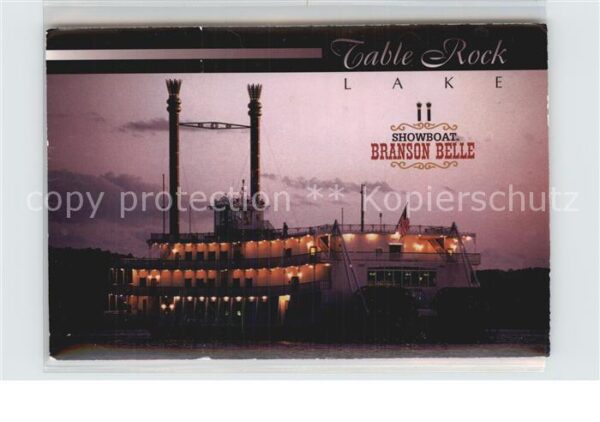 Table Rock
LAKE
SHOWBOAT
BRANSON BELLE
copy protection ** ** Kopierschutz